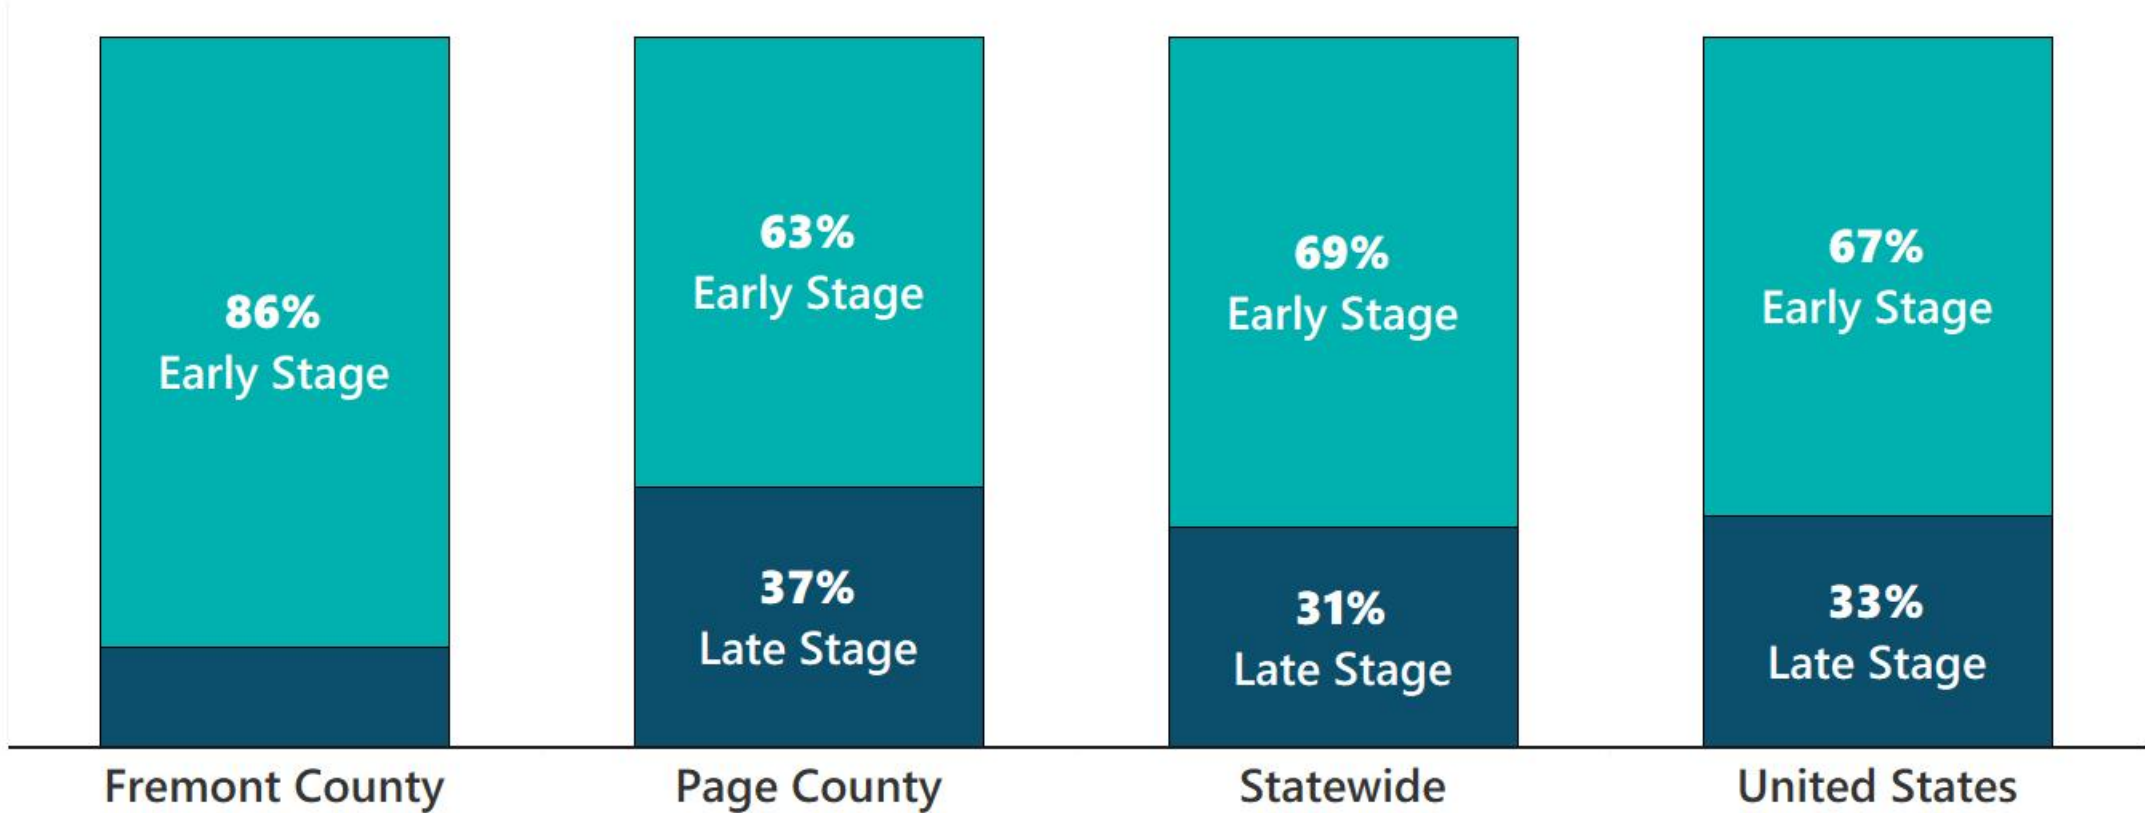 86%
Early Stage
63%
Early Stage
37%
Late Stage
69%
Early Stage
31%
Late Stage
67%
Early Stage
33%
Late Stage
Fremont County
Page County
Statewide
United States